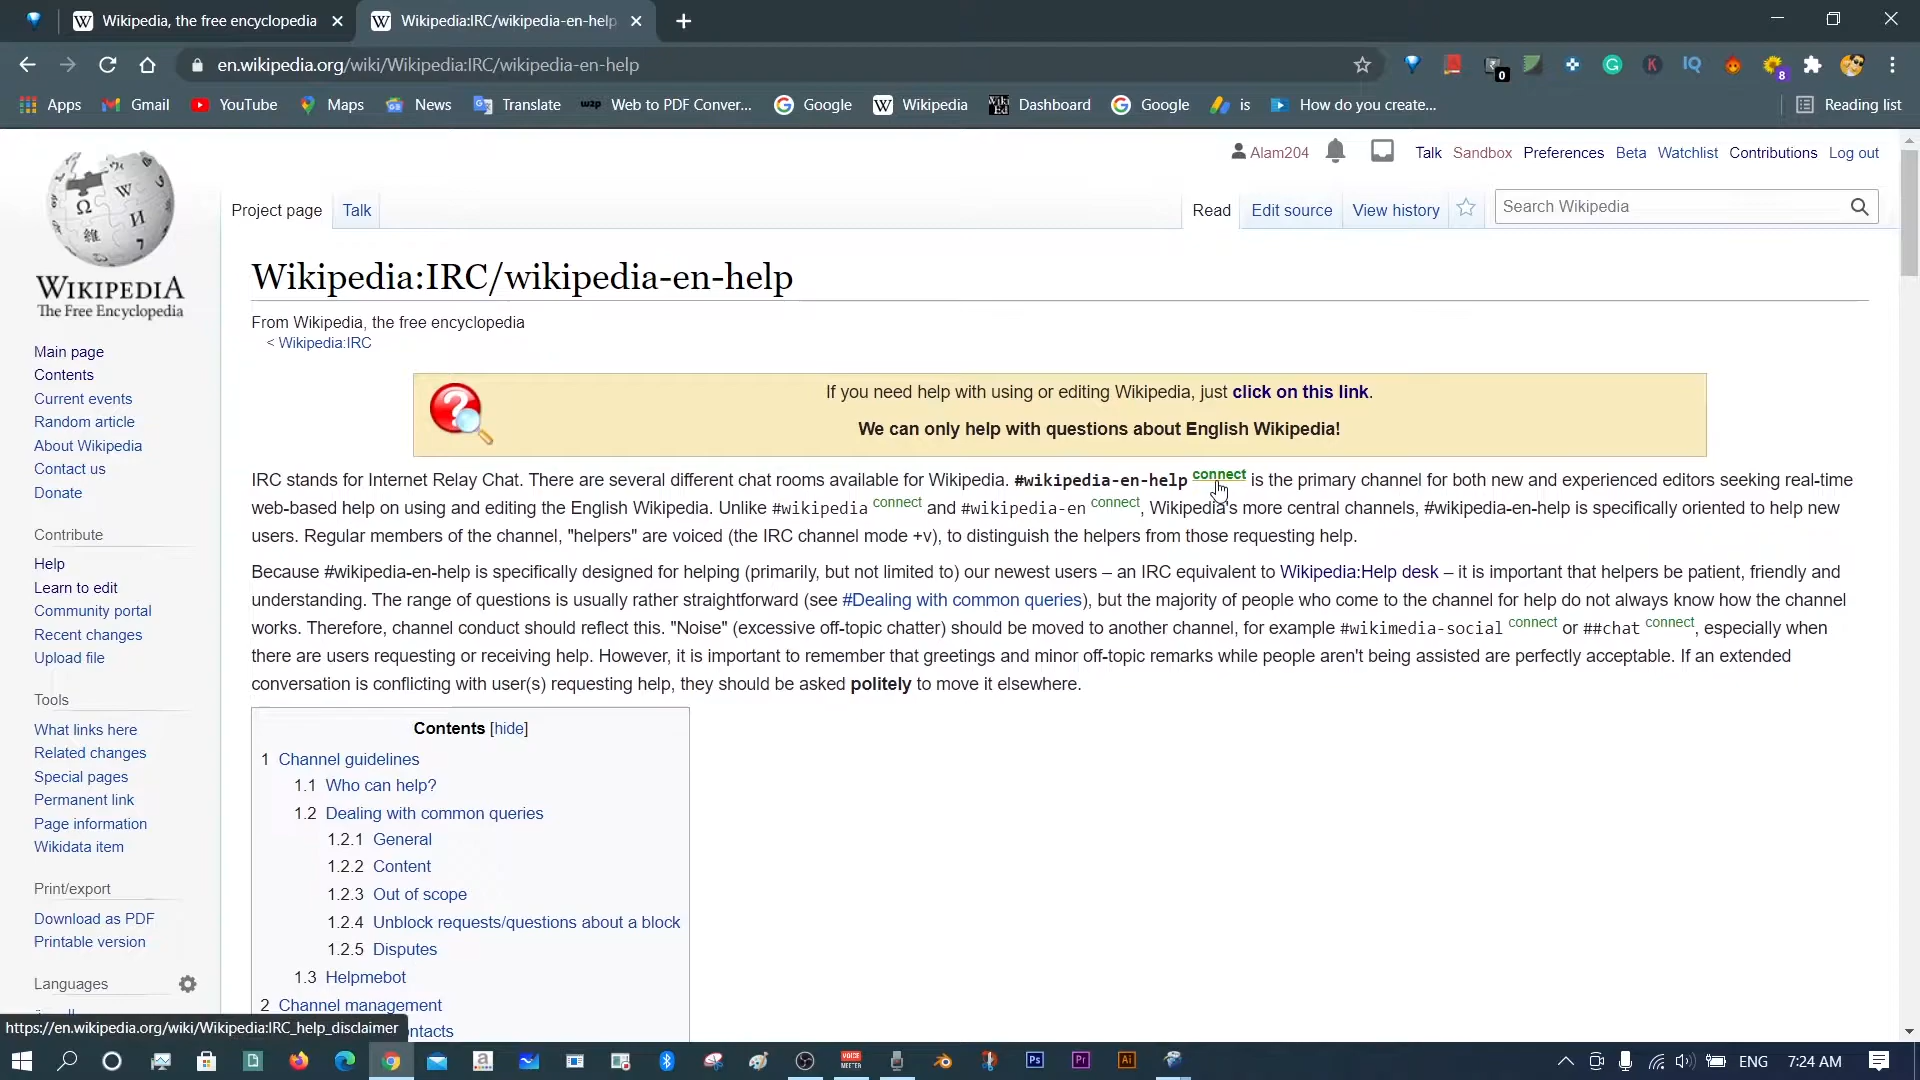 Wikipedia, the free encyclopedia
Wikipedia:IRC/wikipedia-en-help
en.wikipedia.org/wiki/Wikipedia:IRC/wikipedia-en-help
0
K
IQ
8
Apps
Gmail
YouTube
Maps
News
Translate
Web to PDF Conver...
Google
Wikipedia
Dashboard
Google
is
How do you create...
Reading list
Alam204
Talk
Sandbox
Preferences
Beta
Watchlist
Contributions
Log out
WIKIPEDIA
The Free Encyclopedia
Project page
Talk
Read
Edit source
View history
Search Wikipedia
Wikipedia:IRC/wikipedia-en-help
From Wikipedia, the free encyclopedia
< Wikipedia:IRC
If you need help with using or editing Wikipedia, just click on this link.
We can only help with questions about English Wikipedia!
IRC stands for Internet Relay Chat. There are several different chat rooms available for Wikipedia. #wikipedia-en-help connect is the primary channel for both new and experienced editors seeking real-time
web-based help on using and editing the English Wikipedia. Unlike #wikipedia connect and #wikipedia-en connect, Wikipedia's more central channels, #wikipedia-en-help is specifically oriented to help new
users. Regular members of the channel, "helpers" are voiced (the IRC channel mode +v), to distinguish the helpers from those requesting help.
Because #wikipedia-en-help is specifically designed for helping (primarily, but not limited to) our newest users – an IRC equivalent to Wikipedia:Help desk – it is important that helpers be patient, friendly and
understanding. The range of questions is usually rather straightforward (see #Dealing with common queries), but the majority of people who come to the channel for help do not always know how the channel
works. Therefore, channel conduct should reflect this. "Noise" (excessive off-topic chatter) should be moved to another channel, for example #wikimedia-social connect or ##chat connect, especially when
there are users requesting or receiving help. However, it is important to remember that greetings and minor off-topic remarks while people aren't being assisted are perfectly acceptable. If an extended
conversation is conflicting with user(s) requesting help, they should be asked politely to move it elsewhere.
Contents [hide]
1 Channel guidelines
1.1 Who can help?
1.2 Dealing with common queries
1.2.1 General
1.2.2 Content
1.2.3 Out of scope
1.2.4 Unblock requests/questions about a block
1.2.5 Disputes
1.3 Helpmebot
2 Channel management
ontacts
Main page
Contents
Current events
Random article
About Wikipedia
Contact us
Donate
Contribute
Help
Learn to edit
Community portal
Recent changes
Upload file
Tools
What links here
Related changes
Special pages
Permanent link
Page information
Wikidata item
Print/export
Download as PDF
Printable version
Languages
https://en.wikipedia.org/wiki/Wikipedia:IRC_help_disclaimer
ENG
7:24 AM